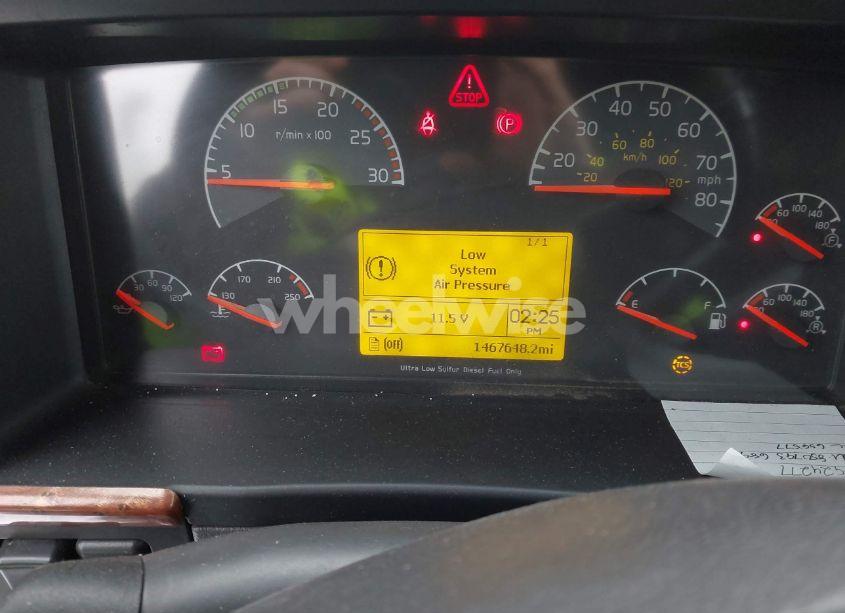 STOP
P
5
10
15
20
25
30
r/min x 100
20
30
40
50
60
70
80
mph
20
40
60
80
100
120
km/h
60
100
140
180
F
1/1
Low
System
Air Pressure
11.5 V
02:25
PM
(Off)
1467648.2mi
30 60 90
120
130
170
210
250
E
F
60
100
140
180
R
TCS
wheelwise
Ultra Low Sulfur Diesel Fuel Only